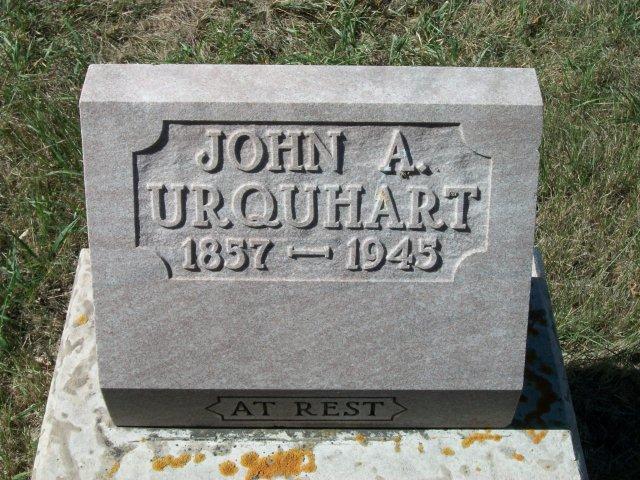 JOHN A.
URQUHART
1857 — 1945
AT REST